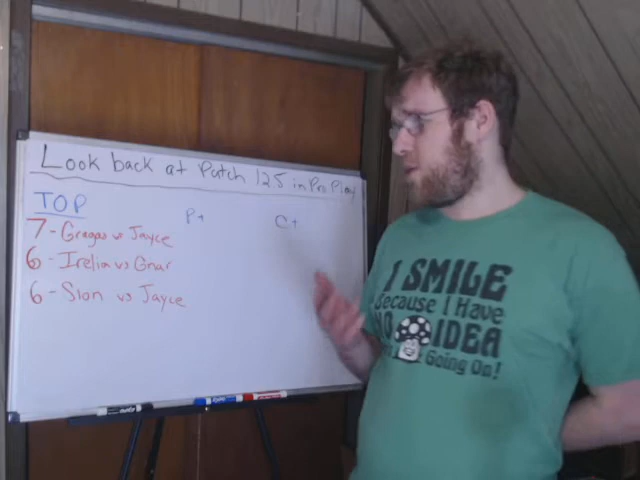 Look back at Patch 12.5 in Pro Play
TOP
P+ C+
7 - Gragas vs Jayce
6 - Irelia vs Gnar
6 - Sion vs Jayce
I SMILE
Because I Have
NO IDEA
Going On!
EXPO